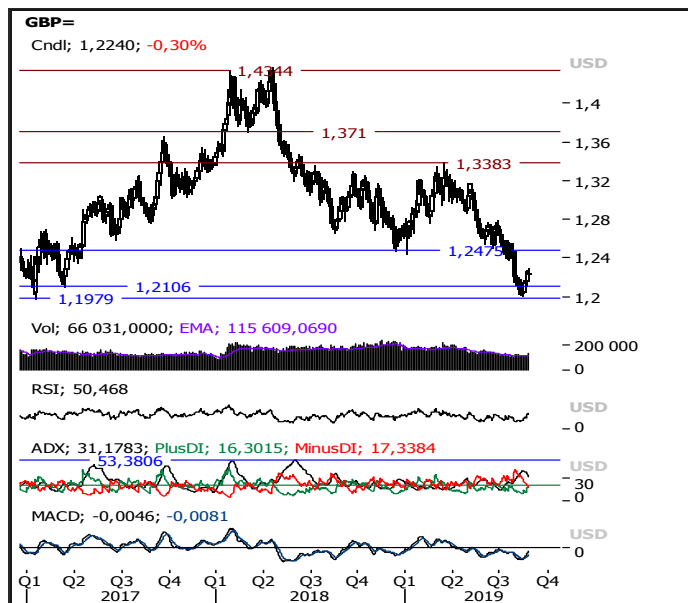 GBP=
Cndl; 1,2240; -0,30%
USD
1,4344
1,4
1,371
1,36
1,3383
1,32
1,28
1,2475
1,24
1,2106
1,1979
1,2
Vol; 66 031,0000; EMA; 115 609,0690
200 000
0
RSI; 50,468
USD
0
ADX; 31,1783; PlusDI; 16,3015; MinusDI; 17,3384
53,3806
USD
30
0
MACD; -0,0046; -0,0081
USD
0
Q1 Q2 Q3 Q4 Q1 Q2 Q3 Q4 Q1 Q2 Q3 Q4
2017 2018 2019